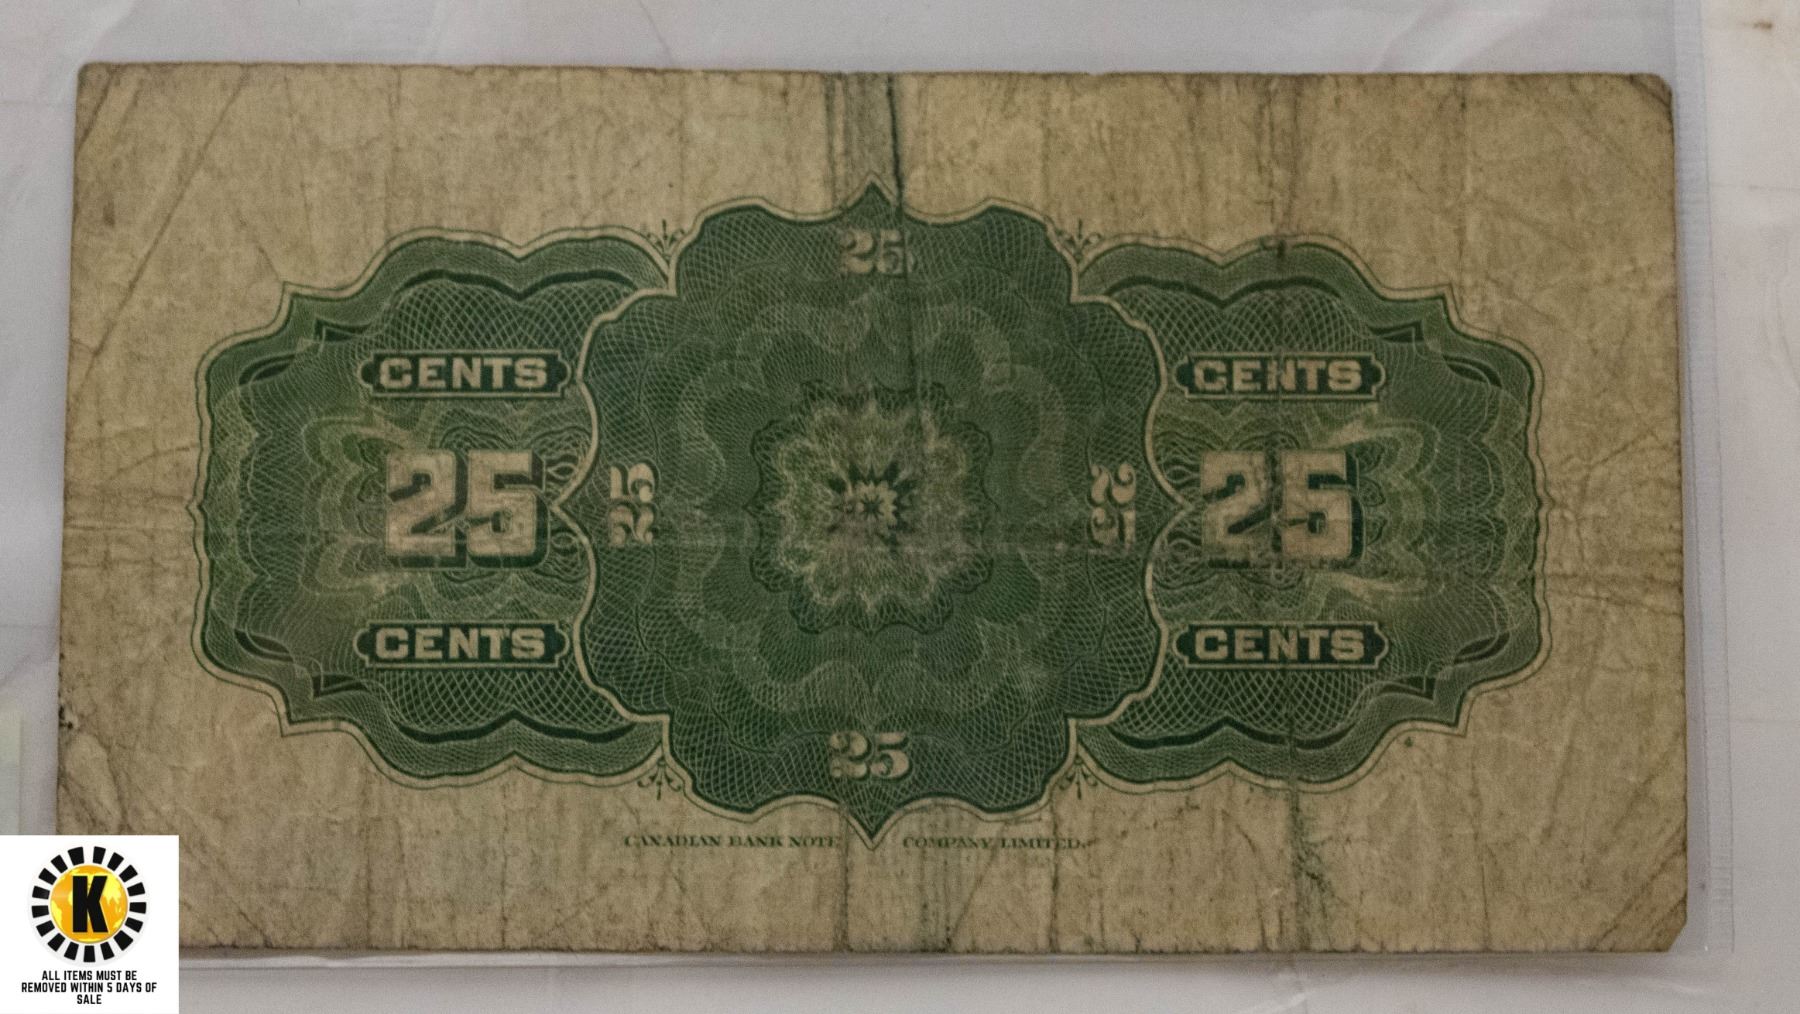 25
CENTS CENTS
25 25 25 25
CENTS CENTS
25
CANADIAN BANK NOTE COMPANY, LIMITED.
K
ALL ITEMS MUST BE
REMOVED WITHIN 5 DAYS OF
SALE